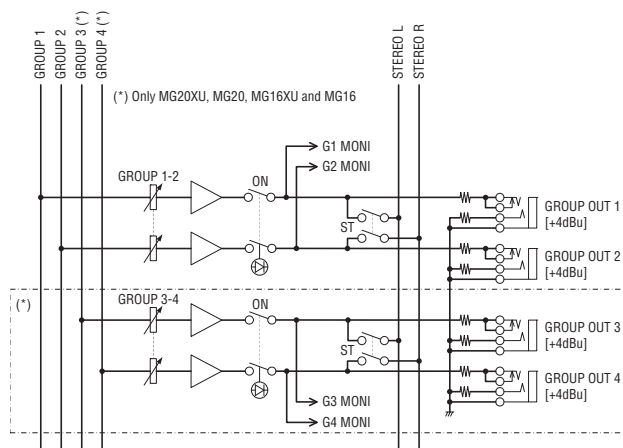 GROUP 1
GROUP 2
GROUP 3 (*)
GROUP 4 (*)
STEREO L
STEREO R
(*) Only MG20XU, MG20, MG16XU and MG16
G1 MONI
G2 MONI
GROUP 1-2
ON
ST
GROUP OUT 1
[+4dBu]
GROUP OUT 2
[+4dBu]
(*)
GROUP 3-4
ON
ST
GROUP OUT 3
[+4dBu]
GROUP OUT 4
[+4dBu]
G3 MONI
G4 MONI